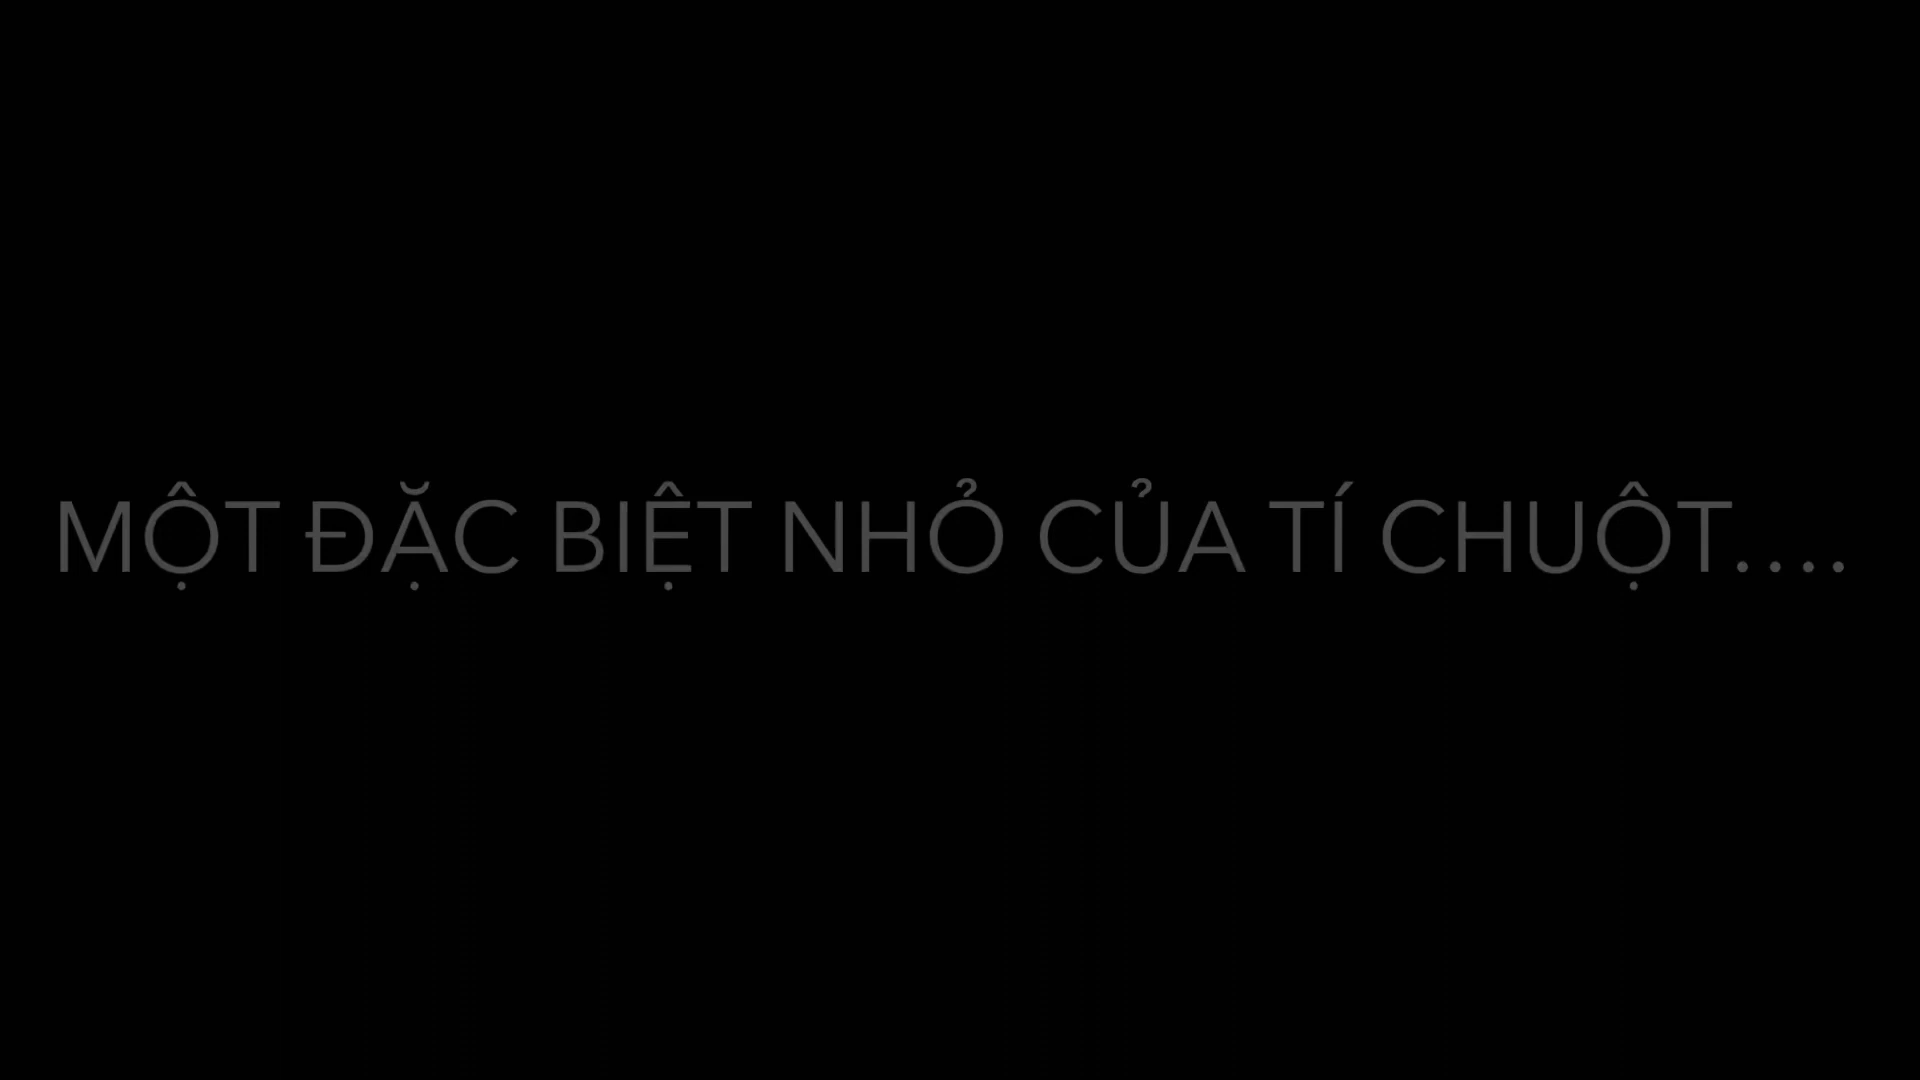 MỘT ĐẶC BIỆT NHỎ CỦA TÍ CHUỘT....